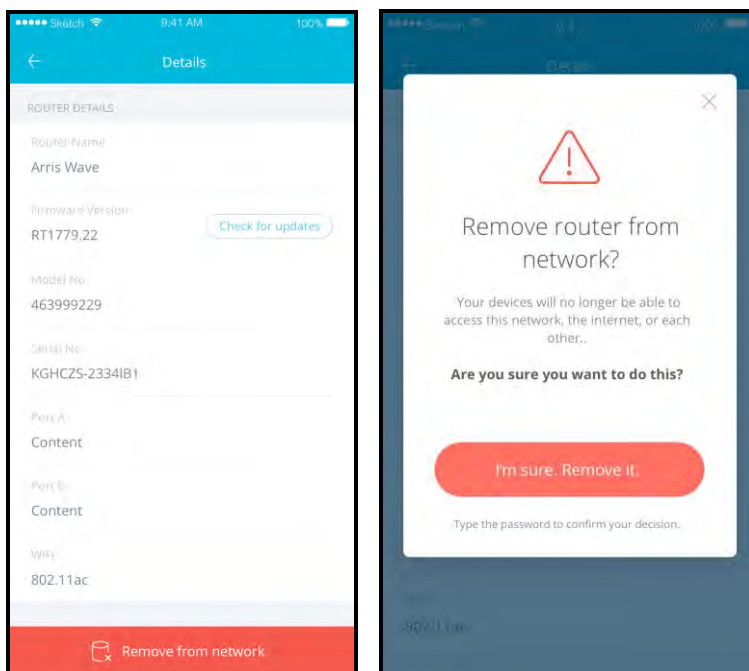 Sketch 9:41 AM 100%
Details
ROUTER DETAILS
Router Name
Arris Wave
Firmware Version
RT1779.22
Check for updates
Model No
463999229
Serial No
KGHCZS-2334IB1
Port A
Content
Port B
Content
WiFi
802.11ac
Remove from network
Details
Remove router from
network?
Your devices will no longer be able to
access this network, the internet, or each
other..
Are you sure you want to do this?
I'm sure. Remove it.
Type the password to confirm your decision.
802.11ac